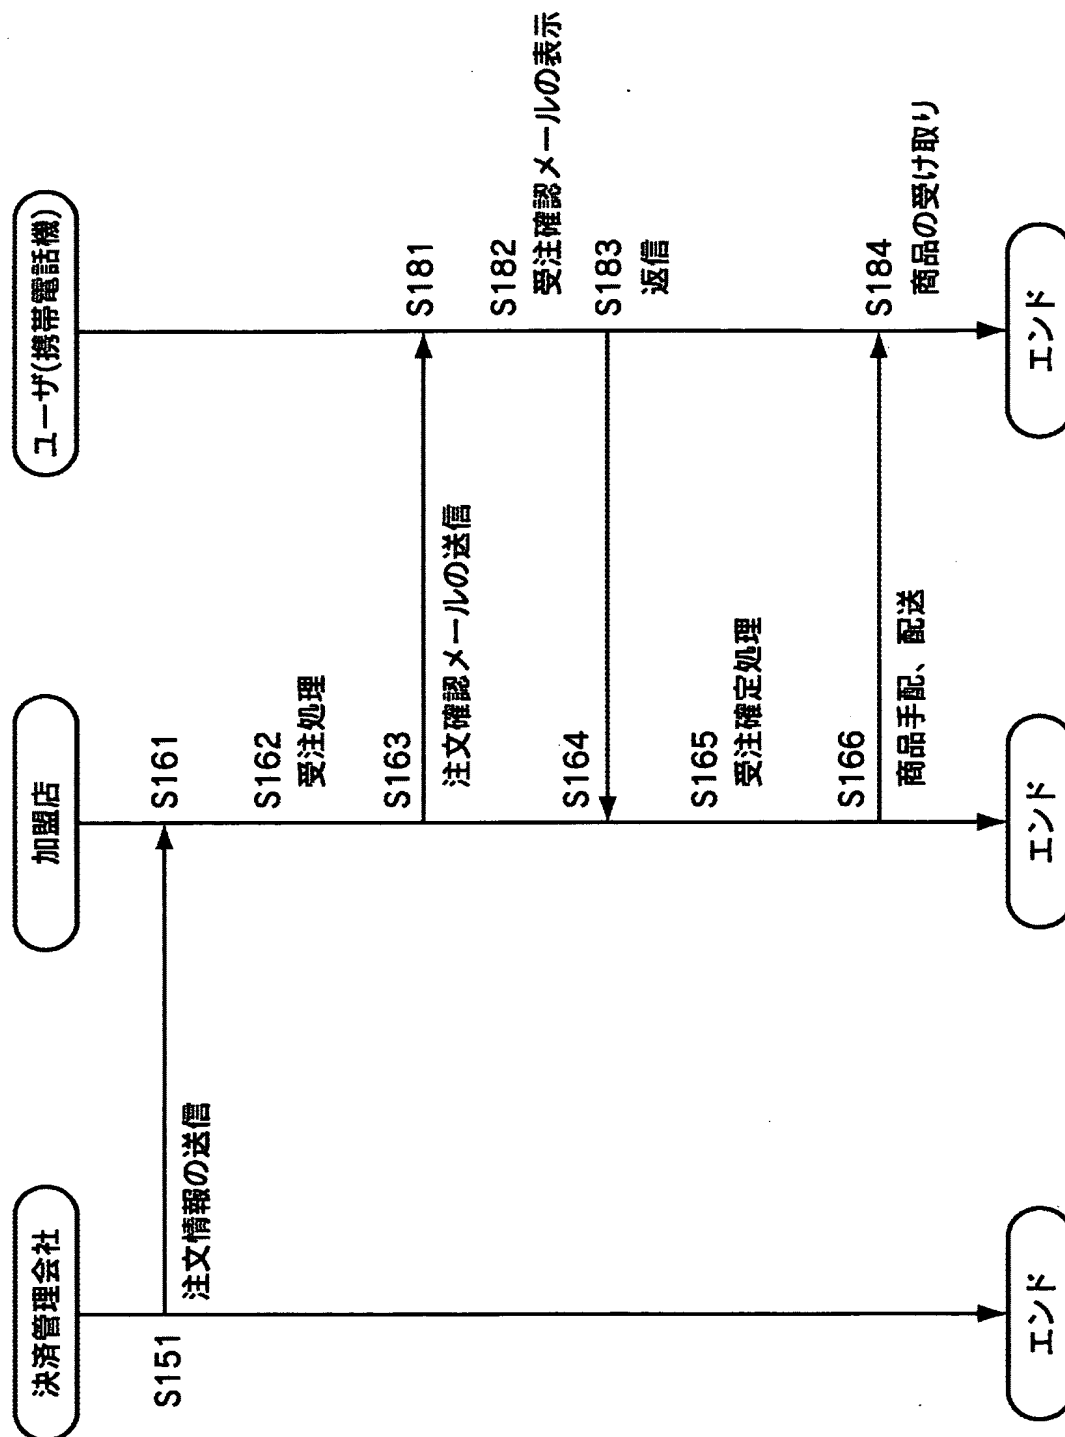 決済管理会社
加盟店
ユーザ(携帯電話機)
S151
注文情報の送信
S161
S162
受注処理
S163
注文確認メールの送信
S181
S182
受注確認メールの表示
S183
返信
S164
S165
受注確定処理
S166
商品手配、配送
S184
商品の受け取り
エンド
エンド
エンド